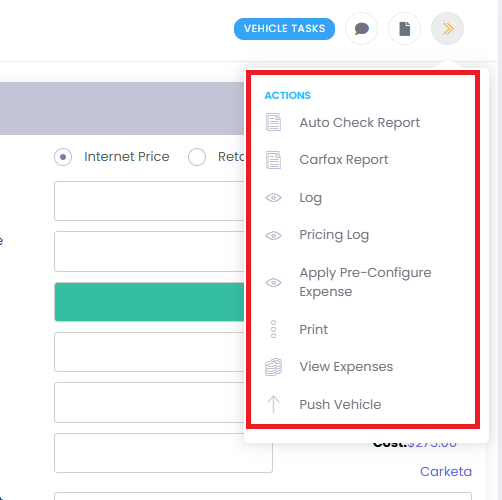 VEHICLE TASKS
ACTIONS
Auto Check Report
Internet Price
Carfax Report
Log
Pricing Log
Apply Pre-Configure
Expense
Print
View Expenses
Push Vehicle
Carketa